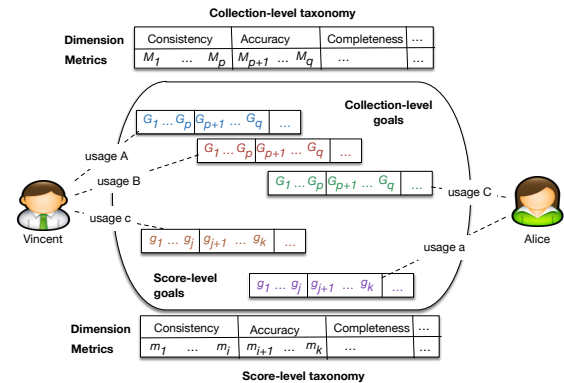 Collection-level taxonomy
Dimension Consistency Accuracy Completeness ...
Metrics M1 ... Mp Mp+1 ... Mq ... ...
Collection-level
goals
G1 ... Gp Gp+1 ... Gq ...
usage A
G1 ... Gp Gp+1 ... Gq ...
usage B
G1 ... Gp Gp+1 ... Gq ...
usage C
usage c
Vincent
Alice
g1 ... gj gj+1 ... gk ...
usage a
Score-level
goals
g1 ... gj gj+1 ... gk ...
Dimension Consistency Accuracy Completeness ...
Metrics m1 ... mi mi+1 ... mk ... ...
Score-level taxonomy